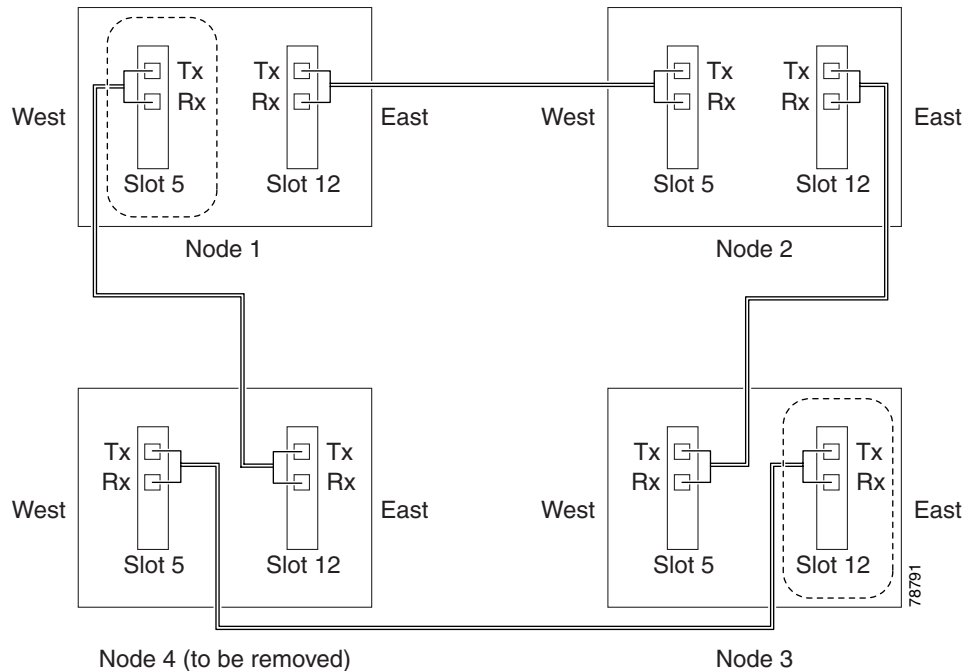 Tx
Rx
Tx
Rx
West
East
Slot 5
Slot 12
Node 1
Tx
Rx
Tx
Rx
West
East
Slot 5
Slot 12
Node 2
Tx
Rx
Tx
Rx
West
East
Slot 5
Slot 12
Node 4 (to be removed)
Tx
Rx
Tx
Rx
West
East
Slot 5
Slot 12
Node 3
78791